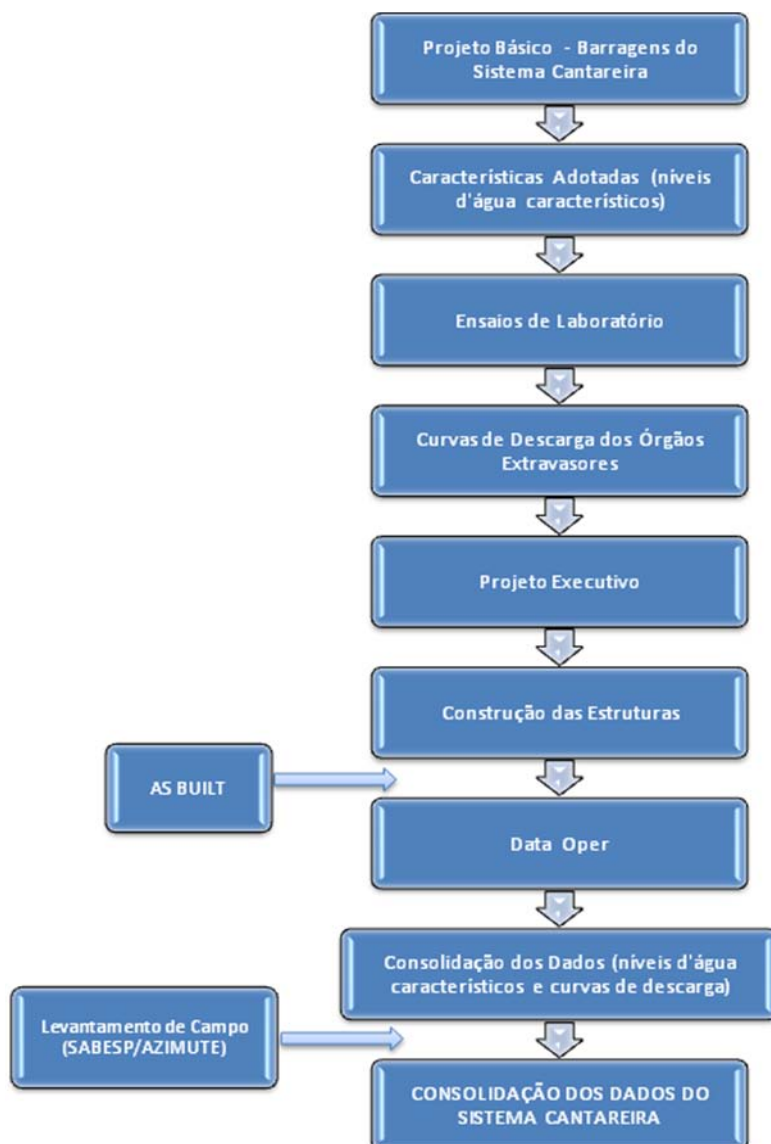 Projeto Básico - Barragens do
Sistema Cantareira
Características Adotadas (níveis
d'água característicos)
Ensaios de Laboratório
Curvas de Descarga dos Órgãos
Extravasores
Projeto Executivo
Construção das Estruturas
AS BUILT
Data Oper
Consolidação dos Dados (níveis d'água
característicos e curvas de descarga)
Levantamento de Campo
(SABESP/AZIMUTE)
CONSOLIDAÇÃO DOS DADOS DO
SISTEMA CANTAREIRA